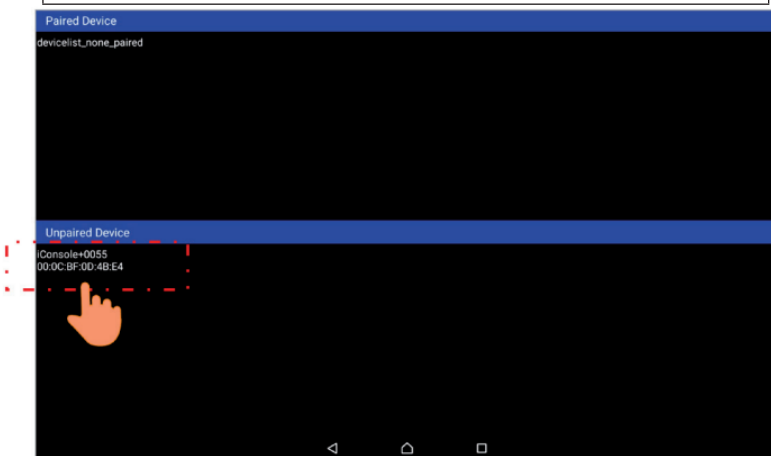 Paired Device
devicelist_none_paired
Unpaired Device
iConsole+0055
00:0C:BF:0D:4B:E4